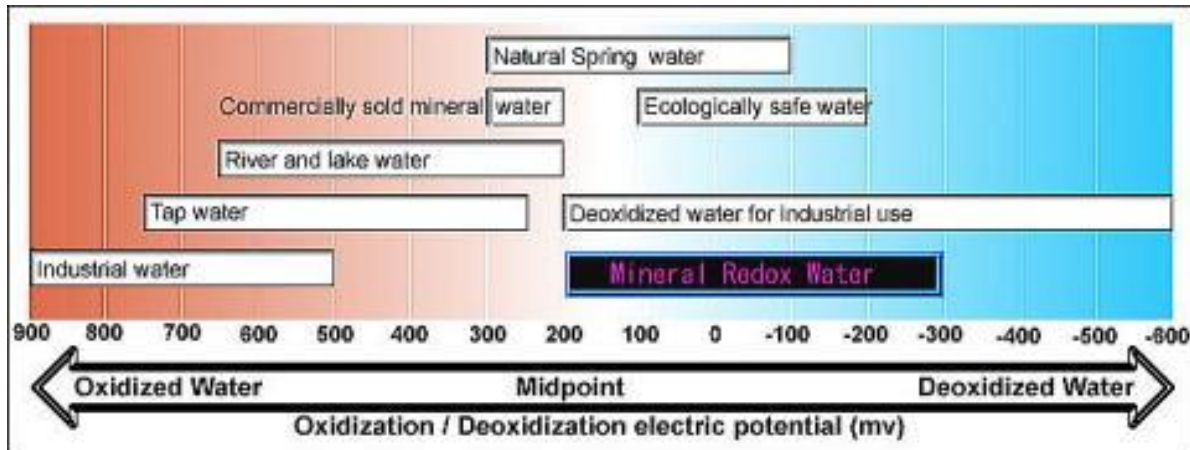 Natural Spring water
Commercially sold mineral water
Ecologically safe water
River and lake water
Tap water
Deoxidized water for Industrial use
Industrial water
Mineral Redox Water
900 800 700 600 500 400 300 200 100 0 -100 -200 -300 -400 -500 -600
Oxidized Water Midpoint Deoxidized Water
Oxidization / Deoxidization electric potential (mv)